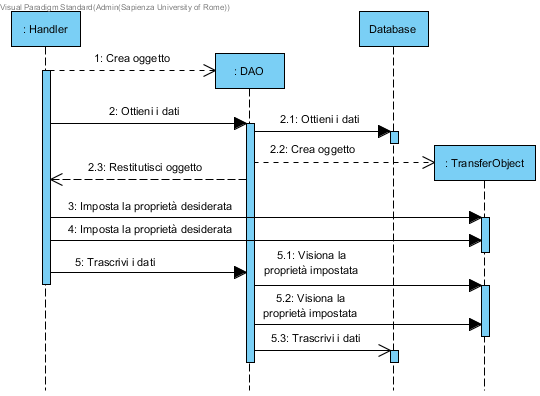 Visual Paradigm Standard(Admin(Sapienza University of Rome))
: Handler
Database
1: Crea oggetto
: DAO
2: Ottieni i dati
2.1: Ottieni i dati
2.2: Crea oggetto
: TransferObject
2.3: Restitutisci oggetto
3: Imposta la proprietà desiderata
4: Imposta la proprietà desiderata
5: Trascrivi i dati
5.1: Visiona la
proprietà impostata
5.2: Visiona la
proprietà impostata
5.3: Trascrivi i dati